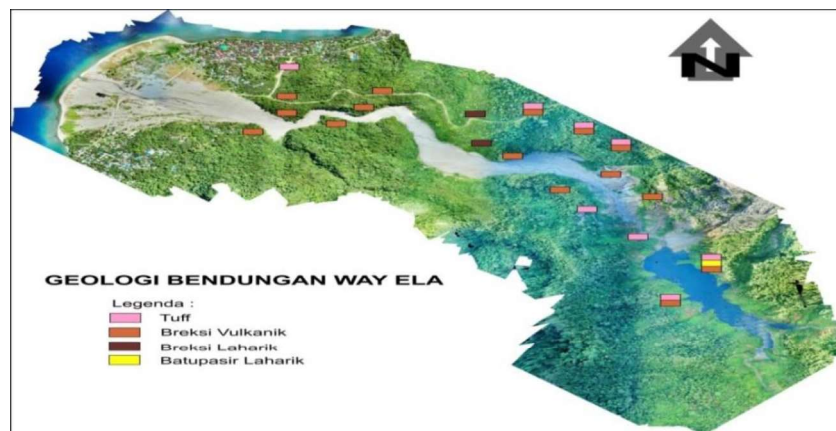 N
GEOLOGI BENDUNGAN WAY ELA
Legenda :
Tuff
Breksi Vulkanik
Breksi Laharik
Batupasir Laharik